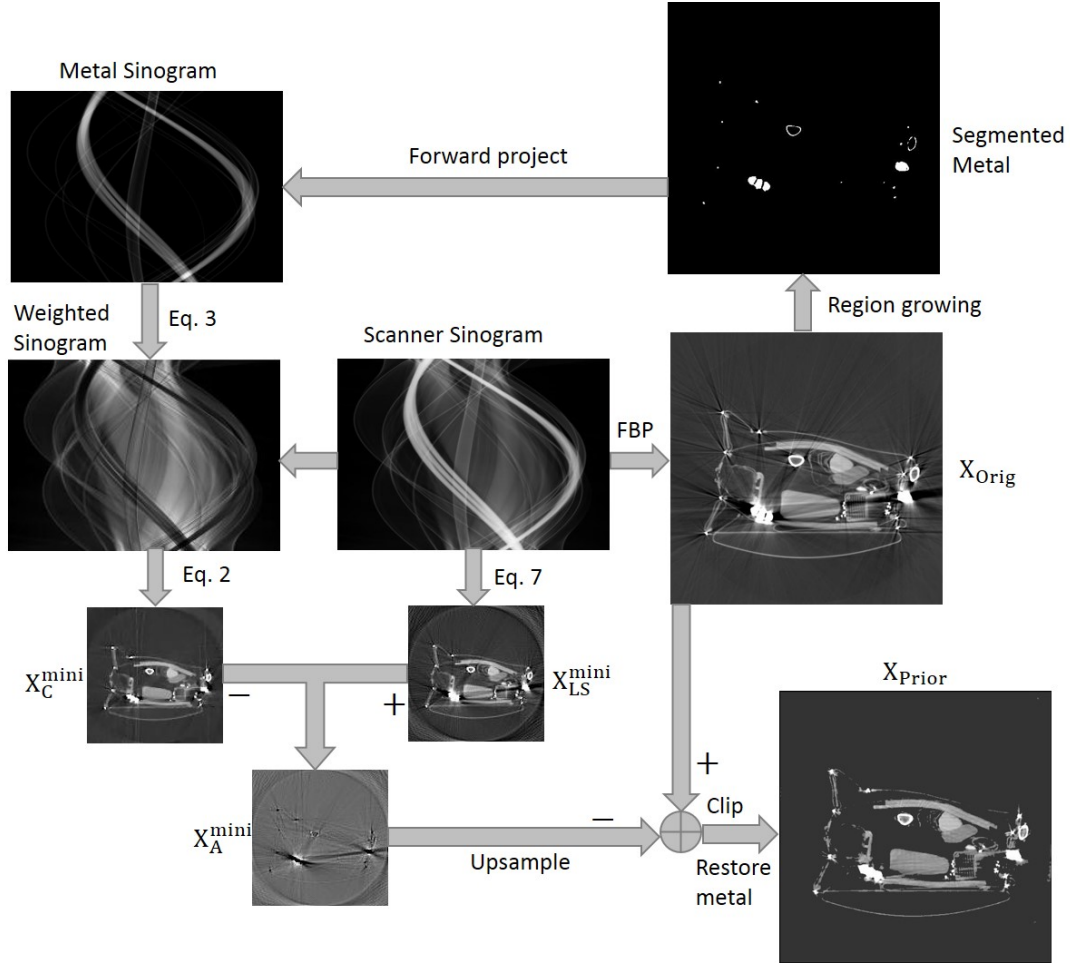 Metal Sinogram
Forward project
Segmented
Metal
Weighted
Sinogram
Eq. 3
Scanner Sinogram
Region growing
FBP
X_Orig
Eq. 2
Eq. 7
X_C^mini
−
+
X_LS^mini
X_Prior
X_A^mini
−
+
Clip
Upsample
Restore
metal